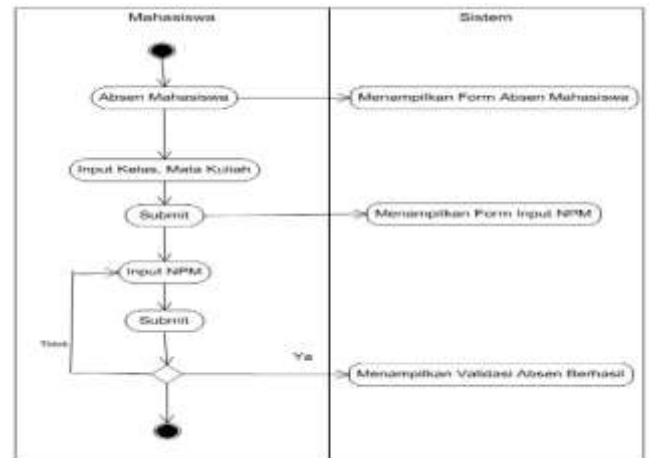 Mahasiswa
Sistem
Absen Mahasiswa
Menampilkan Form Absen Mahasiswa
Input Kelas, Mata Kuliah
Submit
Menampilkan Form Input NPM
Input NPM
Submit
Tidak
Ya
Menampilkan Validasi Absen Berhasil